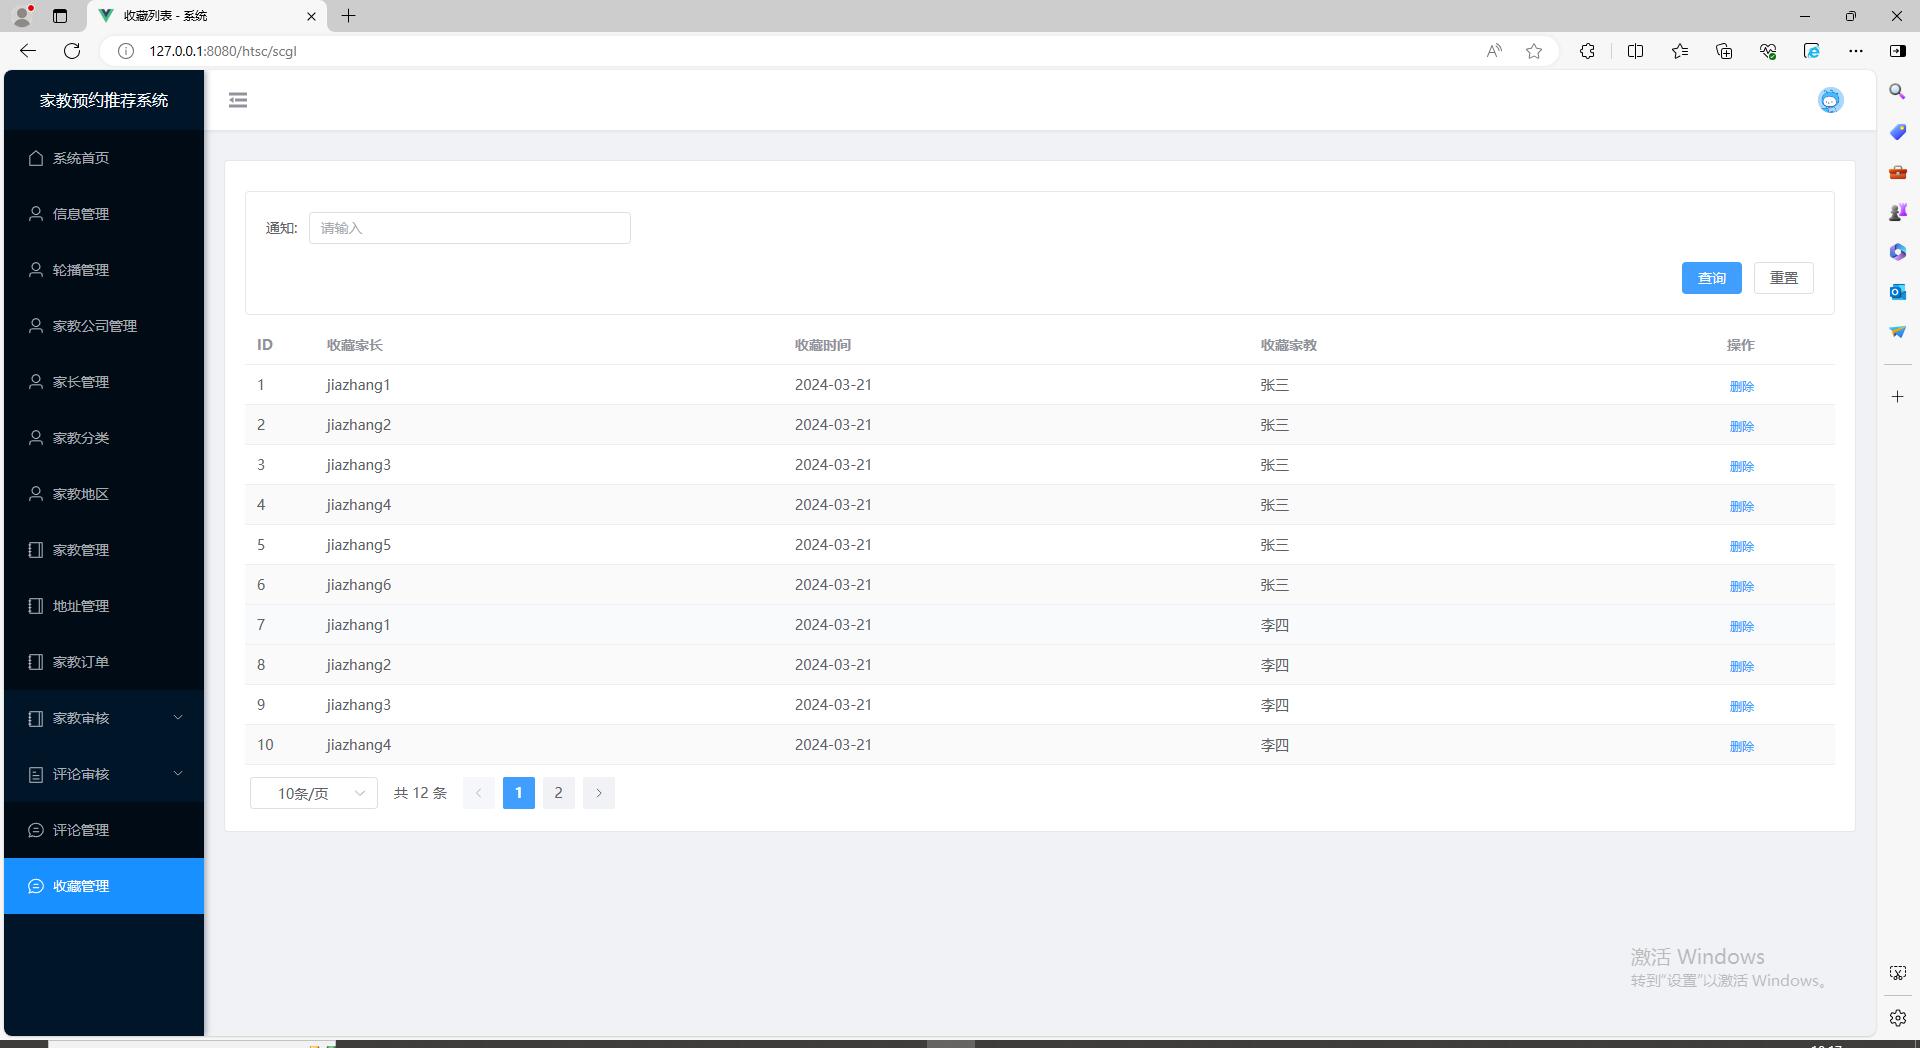 收藏列表 - 系统
127.0.0.1:8080/htsc/scgl
家教预约推荐系统
系统首页
信息管理
轮播管理
家教公司管理
家长管理
家教分类
家教地区
家教管理
地址管理
家教订单
家教审核
评论审核
评论管理
收藏管理
通知: 请输入
查询 重置
ID 收藏家长 收藏时间 收藏家教 操作
1 jiazhang1 2024-03-21 张三 删除
2 jiazhang2 2024-03-21 张三 删除
3 jiazhang3 2024-03-21 张三 删除
4 jiazhang4 2024-03-21 张三 删除
5 jiazhang5 2024-03-21 张三 删除
6 jiazhang6 2024-03-21 张三 删除
7 jiazhang1 2024-03-21 李四 删除
8 jiazhang2 2024-03-21 李四 删除
9 jiazhang3 2024-03-21 李四 删除
10 jiazhang4 2024-03-21 李四 删除
10条/页 共 12 条 1 2
激活 Windows
转到"设置"以激活 Windows。